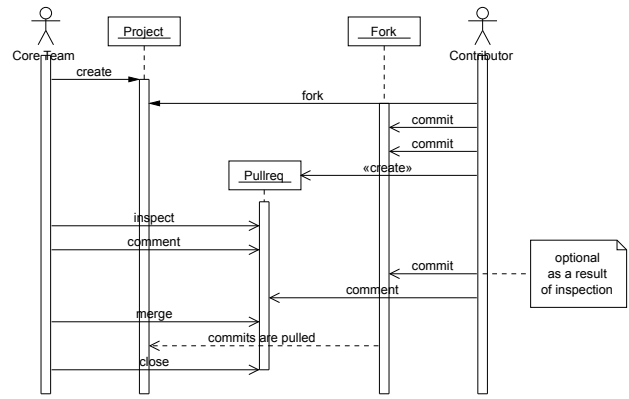 Core Team
Project
Fork
Contributor
create
fork
commit
commit
«create»
Pullreq
inspect
comment
commit
optional
as a result
of inspection
comment
merge
commits are pulled
close